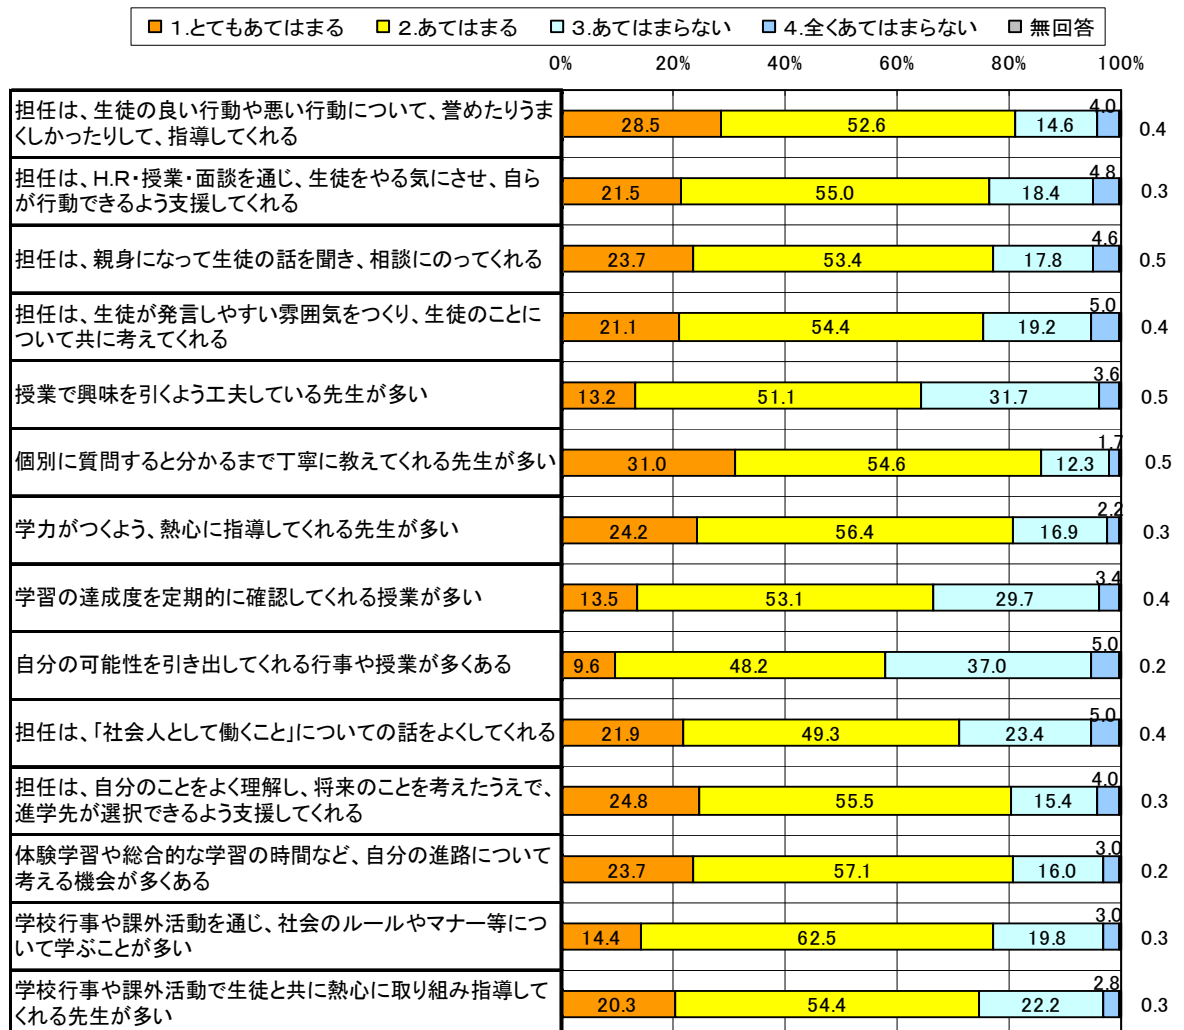 1.とてもあてはまる 2.あてはまる 3.あてはまらない 4.全くあてはまらない 無回答
0% 20% 40% 60% 80% 100%
担任は、生徒の良い行動や悪い行動について、誉めたりうま
くしかったりして、指導してくれる
28.5 52.6 14.6 4.0 0.4
担任は、H.R・授業・面談を通じ、生徒をやる気にさせ、自ら
が行動できるよう支援してくれる
21.5 55.0 18.4 4.8 0.3
担任は、親身になって生徒の話を聞き、相談にのってくれる
23.7 53.4 17.8 4.6 0.5
担任は、生徒が発言しやすい雰囲気をつくり、生徒のことに
ついて共に考えてくれる
21.1 54.4 19.2 5.0 0.4
授業で興味を引くよう工夫している先生が多い
13.2 51.1 31.7 3.6 0.5
個別に質問すると分かるまで丁寧に教えてくれる先生が多い
31.0 54.6 12.3 1.7 0.5
学力がつくよう、熱心に指導してくれる先生が多い
24.2 56.4 16.9 2.2 0.3
学習の達成度を定期的に確認してくれる授業が多い
13.5 53.1 29.7 3.4 0.4
自分の可能性を引き出してくれる行事や授業が多くある
9.6 48.2 37.0 5.0 0.2
担任は、「社会人として働くこと」についての話をよくしてくれる
21.9 49.3 23.4 5.0 0.4
担任は、自分のことをよく理解し、将来のことを考えたうえで、
進学先が選択できるよう支援してくれる
24.8 55.5 15.4 4.0 0.3
体験学習や総合的な学習の時間など、自分の進路について
考える機会が多くある
23.7 57.1 16.0 3.0 0.2
学校行事や課外活動を通じ、社会のルールやマナー等につ
いて学ぶことが多い
14.4 62.5 19.8 3.0 0.3
学校行事や課外活動で生徒と共に熱心に取り組み指導して
くれる先生が多い
20.3 54.4 22.2 2.8 0.3